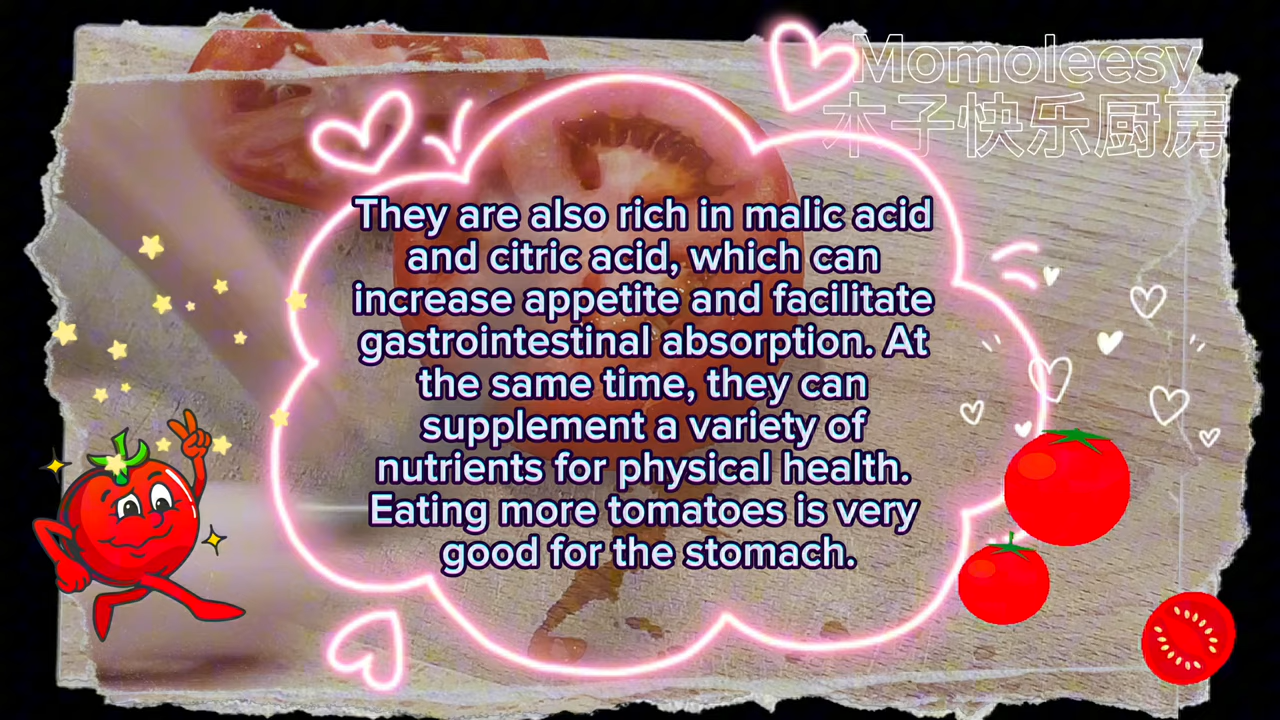 Momoleesy
木子快乐厨房
They are also rich in malic acid
and citric acid, which can
increase appetite and facilitate
gastrointestinal absorption. At
the same time, they can
supplement a variety of
nutrients for physical health.
Eating more tomatoes is very
good for the stomach.